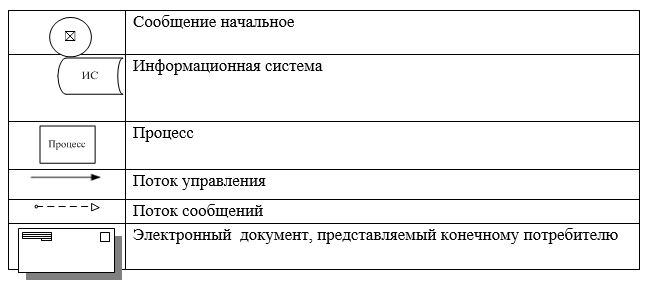 Сообщение начальное
ИС
Информационная система
Процесс
Процесс
Поток управления
Поток сообщений
Электронный документ, представляемый конечному потребителю